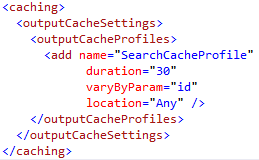 <caching>
  <outputCacheSettings>
    <outputCacheProfiles>
      <add name="SearchCacheProfile"
           duration="30"
           varyByParam="id"
           location="Any" />
    </outputCacheProfiles>
  </outputCacheSettings>
</caching>